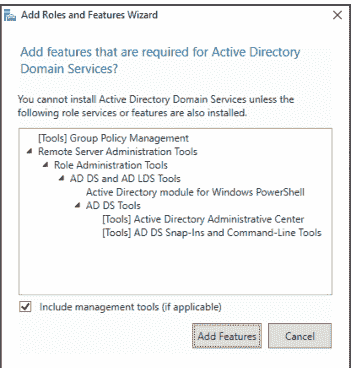 Add Roles and Features Wizard
Add features that are required for Active Directory
Domain Services?
You cannot install Active Directory Domain Services unless the
following role services or features are also installed.
[Tools] Group Policy Management
Remote Server Administration Tools
Role Administration Tools
AD DS and AD LDS Tools
Active Directory module for Windows PowerShell
AD DS Tools
[Tools] Active Directory Administrative Center
[Tools] AD DS Snap-Ins and Command-Line Tools
Include management tools (if applicable)
Add Features
Cancel